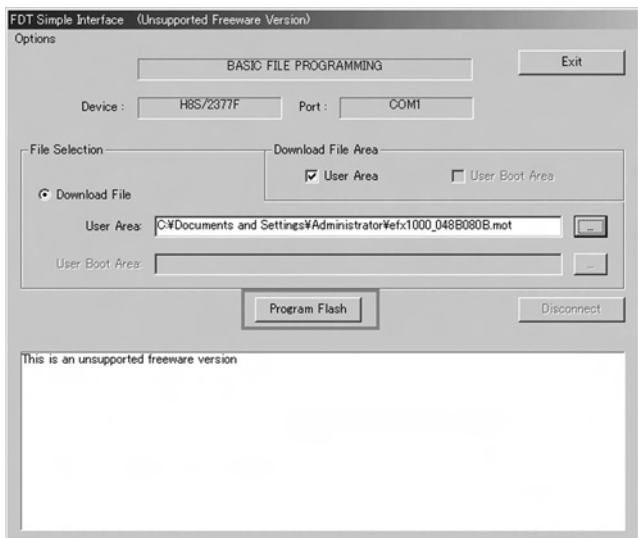 FDT Simple Interface (Unsupported Freeware Version)
Options
BASIC FILE PROGRAMMING
Exit
Device : H8S/2377F Port : COM1
File Selection
Download File Area
User Area User Boot Area
Download File
User Area: C:¥Documents and Settings¥Administrator¥efx1000_048B080B.mot ...
User Boot Area: ...
Program Flash Disconnect
This is an unsupported freeware version